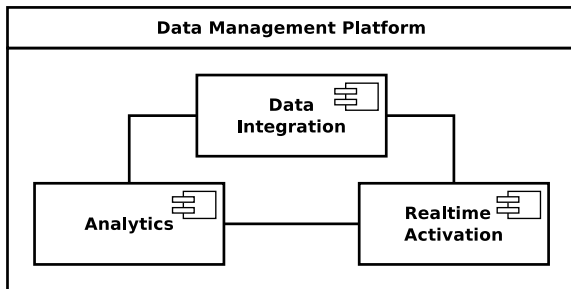 Data Management Platform
Data
Integration
Analytics
Realtime
Activation